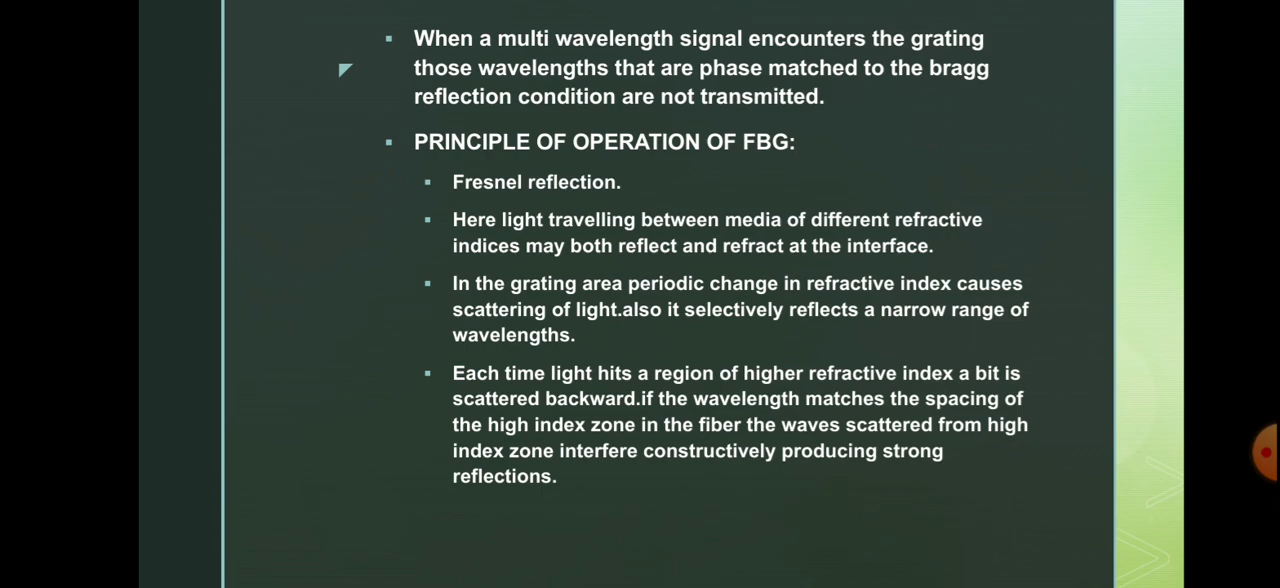 When a multi wavelength signal encounters the grating
those wavelengths that are phase matched to the bragg
reflection condition are not transmitted.
PRINCIPLE OF OPERATION OF FBG:
Fresnel reflection.
Here light travelling between media of different refractive
indices may both reflect and refract at the interface.
In the grating area periodic change in refractive index causes
scattering of light.also it selectively reflects a narrow range of
wavelengths.
Each time light hits a region of higher refractive index a bit is
scattered backward.if the wavelength matches the spacing of
the high index zone in the fiber the waves scattered from high
index zone interfere constructively producing strong
reflections.